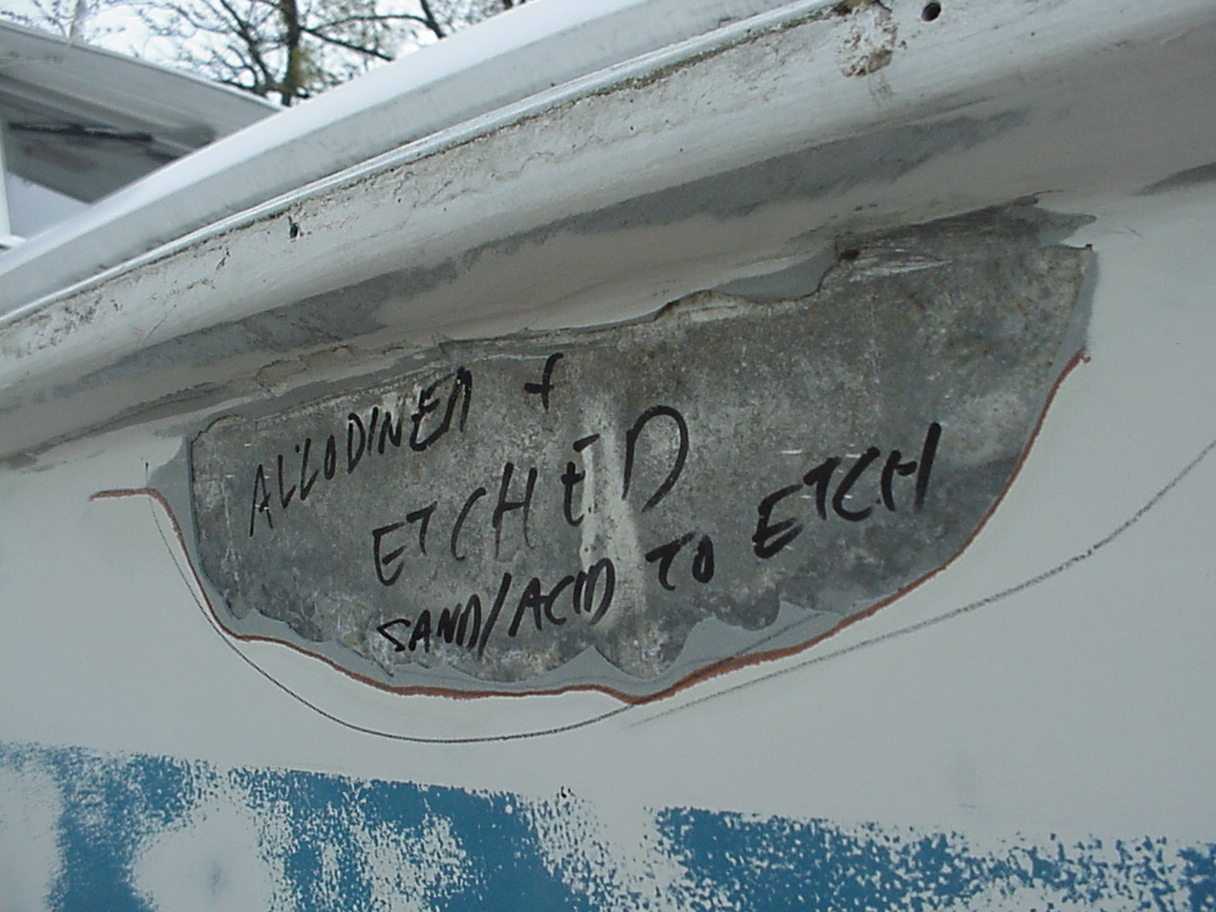 ALLODINED +
ETCHED
SAND/ACID TO ETCH